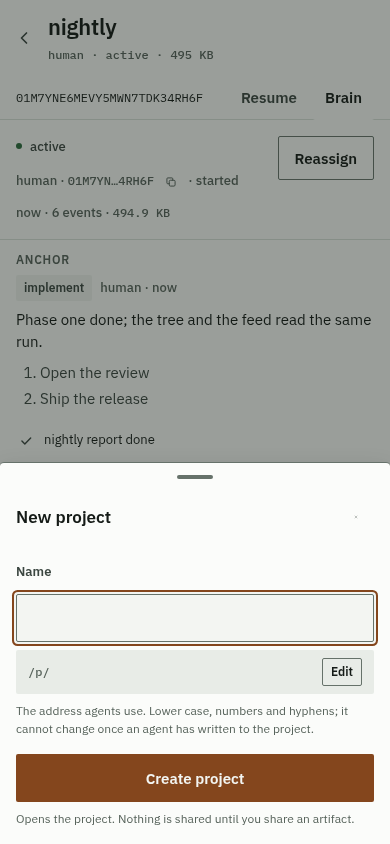 nightly
human · active · 495 KB
01M7YNE6MEVY5MWN7TDK34RH6F Resume Brain
active
Reassign
human · 01M7YN…4RH6F · started
now · 6 events · 494.9 KB
ANCHOR
implement human · now
Phase one done; the tree and the feed read the same
run.
1. Open the review
2. Ship the release
nightly report done
New project
Name
/p/ Edit
The address agents use. Lower case, numbers and hyphens; it
cannot change once an agent has written to the project.
Create project
Opens the project. Nothing is shared until you share an artifact.